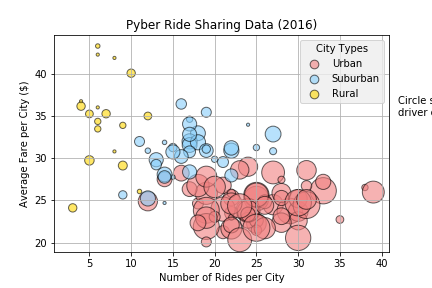 Pyber Ride Sharing Data (2016)
Average Fare per City ($)
40
35
30
25
20
5
10
15
20
25
30
35
40
Number of Rides per City
City Types
Urban
Suburban
Rural
Circle s
driver